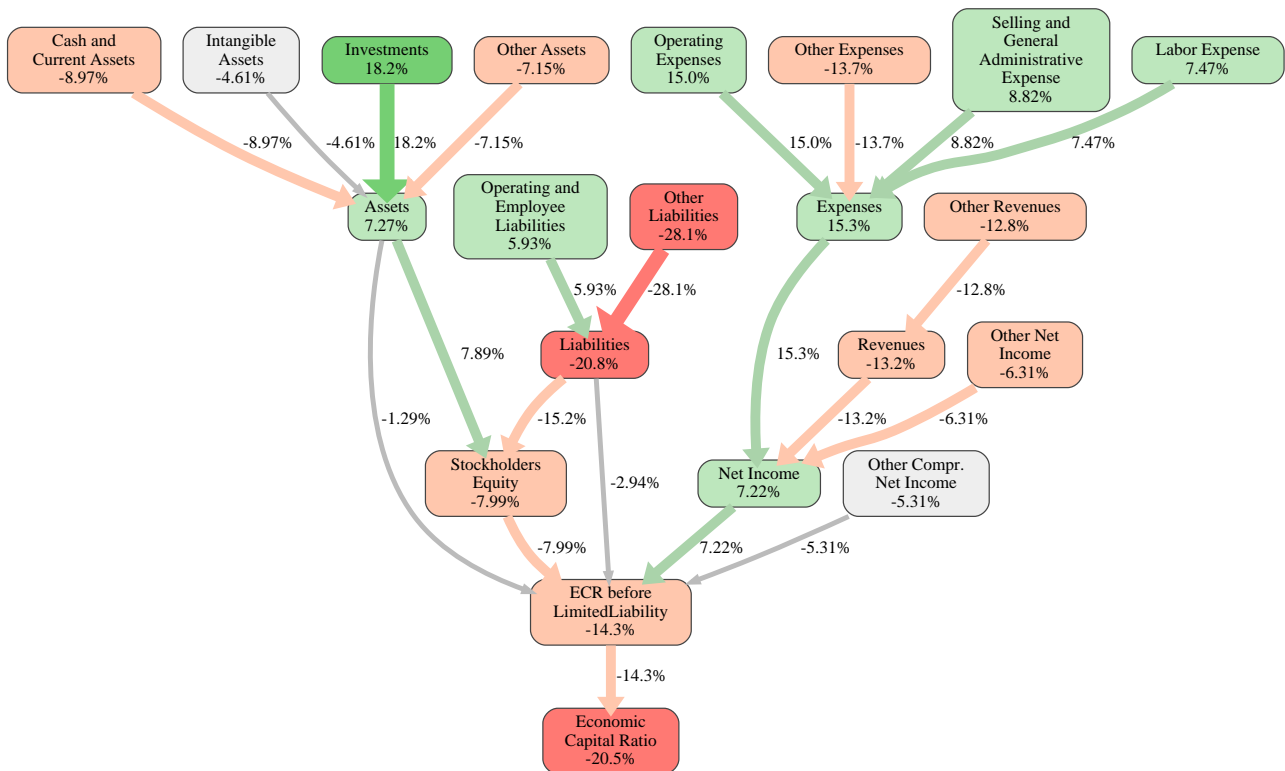 Cash and
Current Assets
-8.97%
Intangible
Assets
-4.61%
Investments
18.2%
Other Assets
-7.15%
Operating
Expenses
15.0%
Other Expenses
-13.7%
Selling and
General
Administrative
Expense
8.82%
Labor Expense
7.47%
-8.97%
-4.61%
18.2%
-7.15%
15.0%
-13.7%
8.82%
7.47%
Assets
7.27%
Operating and
Employee
Liabilities
5.93%
Other
Liabilities
-28.1%
Expenses
15.3%
Other Revenues
-12.8%
5.93%
-28.1%
-12.8%
7.89%
Liabilities
-20.8%
15.3%
Revenues
-13.2%
Other Net
Income
-6.31%
-1.29%
-15.2%
-13.2%
-6.31%
Stockholders
Equity
-7.99%
-2.94%
Net Income
7.22%
Other Compr.
Net Income
-5.31%
-7.99%
7.22%
-5.31%
ECR before
LimitedLiability
-14.3%
-14.3%
Economic
Capital Ratio
-20.5%